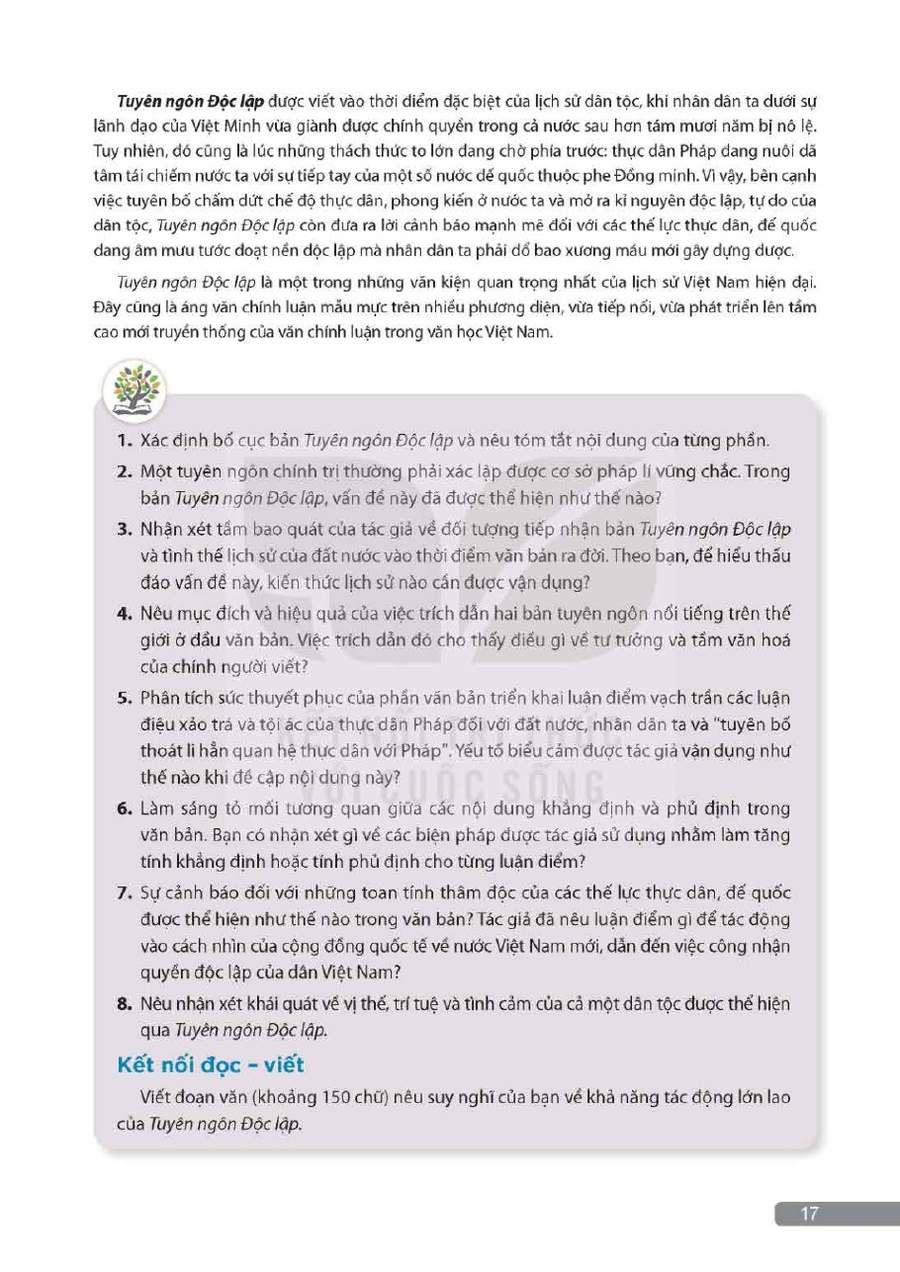 Tuyên ngôn Độc lập được viết vào thời điểm đặc biệt của lịch sử dân tộc, khi nhân dân ta dưới sự
lãnh đạo của Việt Minh vừa giành được chính quyền trong cả nước sau hơn tám mươi năm bị nô lệ.
Tuy nhiên, đó cũng là lúc những thách thức to lớn đang chờ phía trước: thực dân Pháp đang nuôi dã
tâm tái chiếm nước ta với sự tiếp tay của một số nước đế quốc thuộc phe Đồng minh. Vì vậy, bên cạnh
việc tuyên bố chấm dứt chế độ thực dân, phong kiến ở nước ta và mở ra kỉ nguyên độc lập, tự do của
dân tộc, Tuyên ngôn Độc lập còn đưa ra lời cảnh báo mạnh mẽ đối với các thế lực thực dân, đế quốc
đang âm mưu tước đoạt nền độc lập mà nhân dân ta phải đổ bao xương máu mới gây dựng được.
Tuyên ngôn Độc lập là một trong những văn kiện quan trọng nhất của lịch sử Việt Nam hiện đại.
Đây cũng là áng văn chính luận mẫu mực trên nhiều phương diện, vừa tiếp nối, vừa phát triển lên tầm
cao mới truyền thống của văn chính luận trong văn học Việt Nam.
1. Xác định bố cục bản Tuyên ngôn Độc lập và nêu tóm tắt nội dung của từng phần.
2. Một tuyên ngôn chính trị thường phải xác lập được cơ sở pháp lí vững chắc. Trong
bản Tuyên ngôn Độc lập, vấn đề này đã được thể hiện như thế nào?
3. Nhận xét tầm bao quát của tác giả về đối tượng tiếp nhận bản Tuyên ngôn Độc lập
và tình thế lịch sử của đất nước vào thời điểm văn bản ra đời. Theo bạn, để hiểu thấu
đáo vấn đề này, kiến thức lịch sử nào cần được vận dụng?
4. Nêu mục đích và hiệu quả của việc trích dẫn hai bản tuyên ngôn nổi tiếng trên thế
giới ở đầu văn bản. Việc trích dẫn đó cho thấy điều gì về tư tưởng và tầm văn hoá
của chính người viết?
5. Phân tích sức thuyết phục của phần văn bản triển khai luận điểm vạch trần các luận
điệu xảo trá và tội ác của thực dân Pháp đối với đất nước, nhân dân ta và "tuyên bố
thoát li hẳn quan hệ thực dân với Pháp". Yếu tố biểu cảm được tác giả vận dụng như
thế nào khi đề cập nội dung này?
6. Làm sáng tỏ mối tương quan giữa các nội dung khẳng định và phủ định trong
văn bản. Bạn có nhận xét gì về các biện pháp được tác giả sử dụng nhằm làm tăng
tính khẳng định hoặc tính phủ định cho từng luận điểm?
7. Sự cảnh báo đối với những toan tính thâm độc của các thế lực thực dân, đế quốc
được thể hiện như thế nào trong văn bản? Tác giả đã nêu luận điểm gì để tác động
vào cách nhìn của cộng đồng quốc tế về nước Việt Nam mới, dẫn đến việc công nhận
quyền độc lập của dân Việt Nam?
8. Nêu nhận xét khái quát về vị thế, trí tuệ và tình cảm của cả một dân tộc được thể hiện
qua Tuyên ngôn Độc lập.
Kết nối đọc – viết
Viết đoạn văn (khoảng 150 chữ) nêu suy nghĩ của bạn về khả năng tác động lớn lao
của Tuyên ngôn Độc lập.
KẾT NỐI TRI THỨC
VỚI CUỘC SỐNG
17